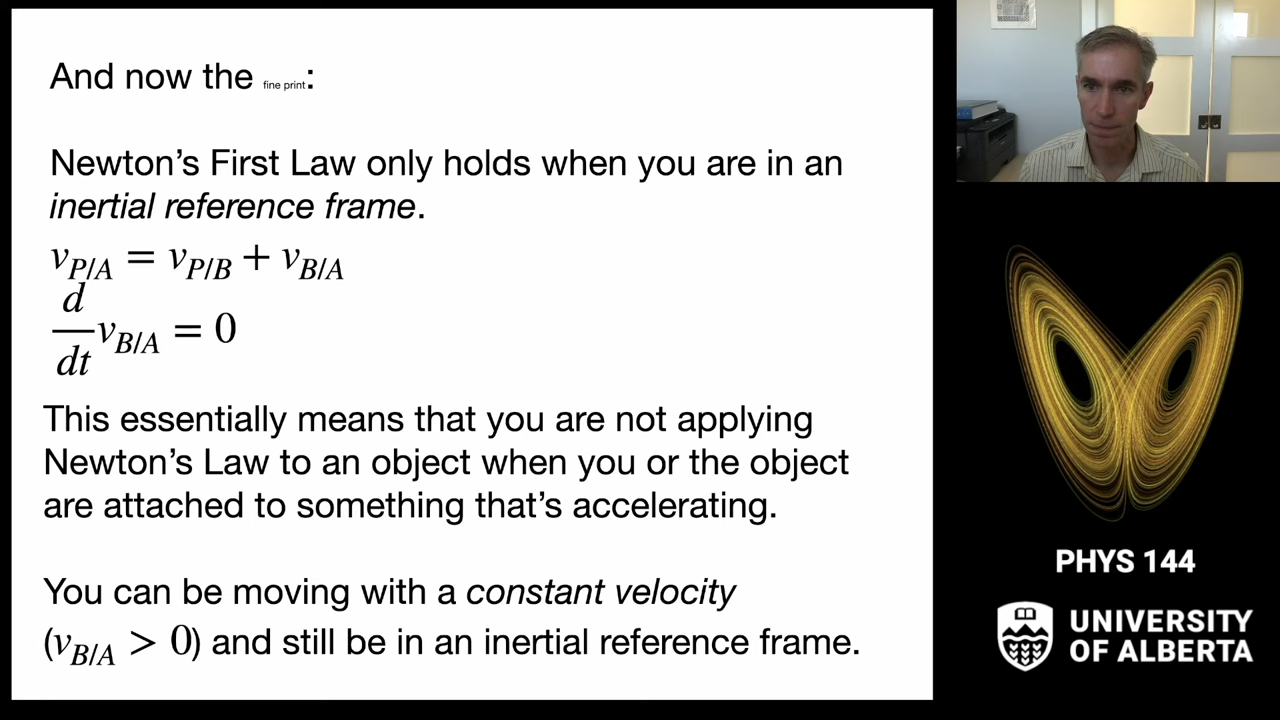 And now the fine print:
Newton’s First Law only holds when you are in an
inertial reference frame.
v_{P/A} = v_{P/B} + v_{B/A}
\frac{d}{dt} v_{B/A} = 0
This essentially means that you are not applying
Newton’s Law to an object when you or the object
are attached to something that’s accelerating.
You can be moving with a constant velocity
(v_{B/A} > 0) and still be in an inertial reference frame.
PHYS 144
UNIVERSITY
OF ALBERTA